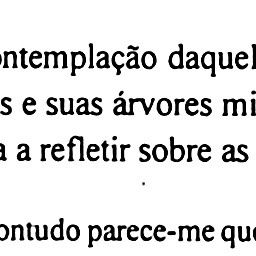 ontemplação daquel
s e suas árvores mi
a a refletir sobre as
ontudo parece-me que